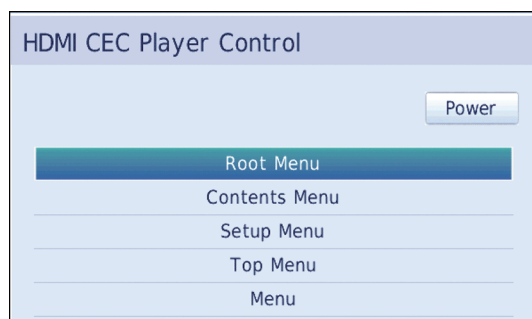 HDMI CEC Player Control
Power
Root Menu
Contents Menu
Setup Menu
Top Menu
Menu